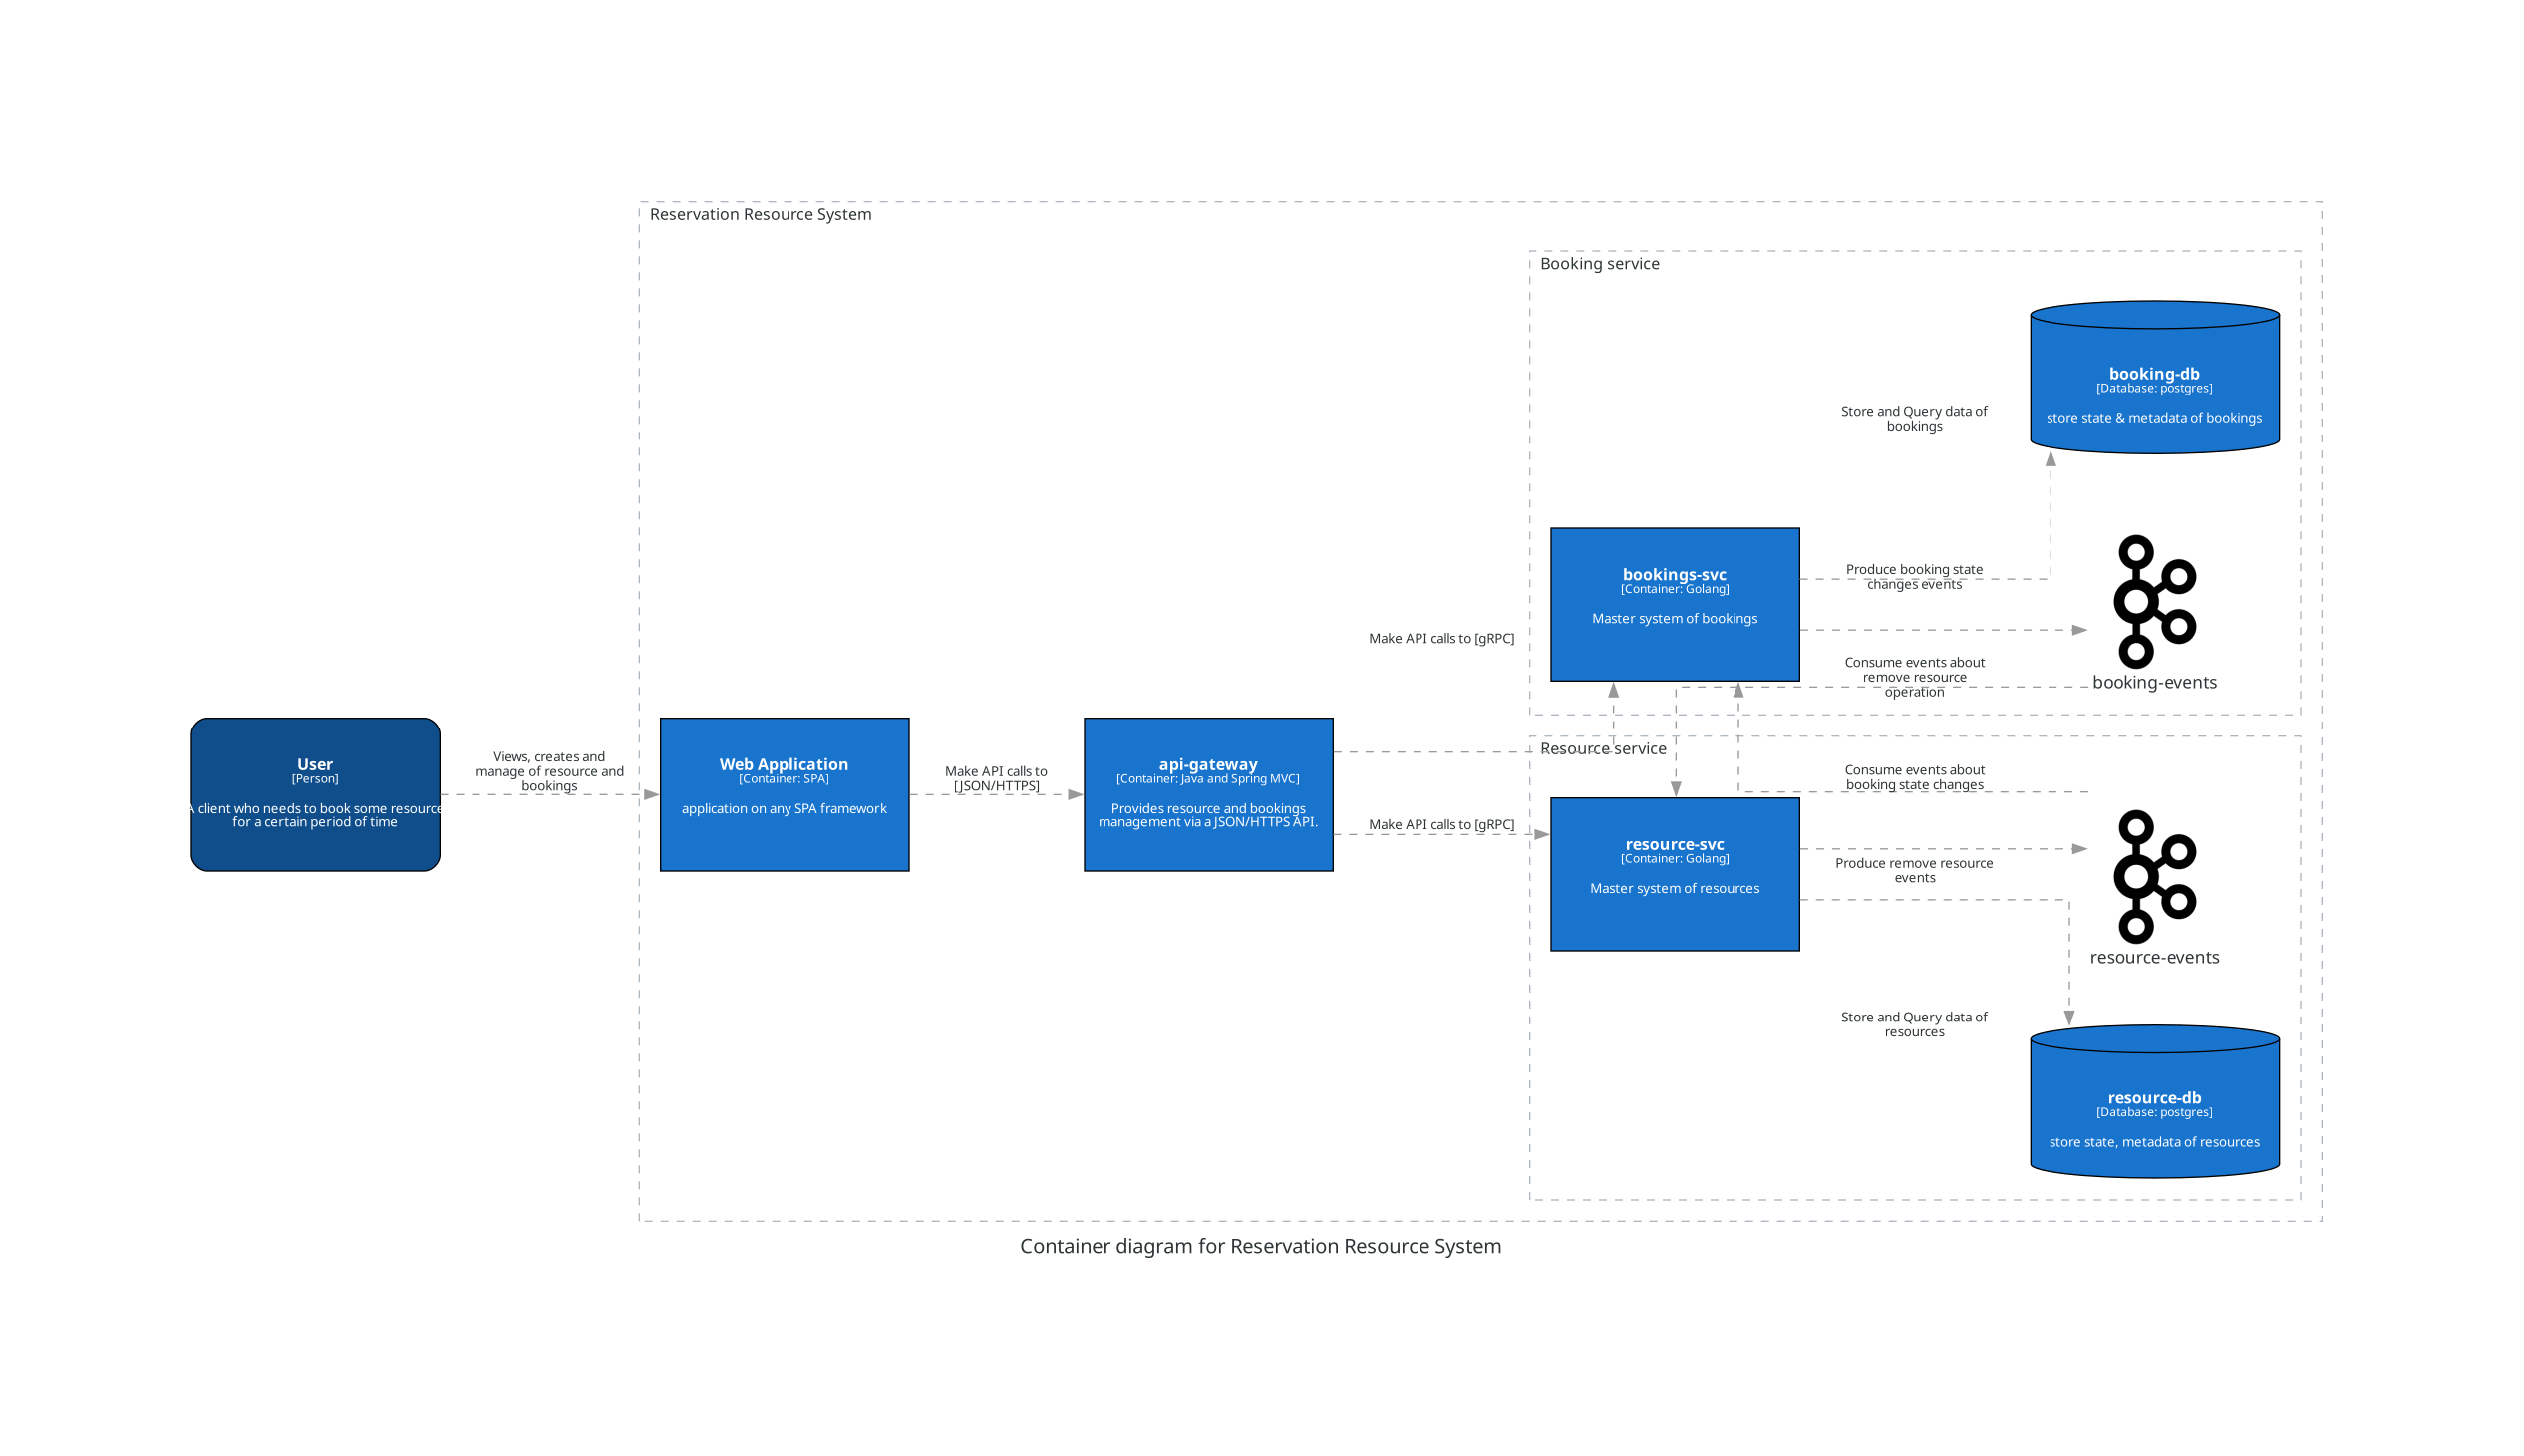 Reservation Resource System
Booking service
booking-db
[Database: postgres]
store state & metadata of bookings
Store and Query data of
bookings
bookings-svc
[Container: Golang]
Master system of bookings
Produce booking state
changes events
Make API calls to [gRPC]
Consume events about
remove resource
operation
booking-events
User
[Person]
A client who needs to book some resource
for a certain period of time
Views, creates and
manage of resource and
bookings
Web Application
[Container: SPA]
application on any SPA framework
Make API calls to
[JSON/HTTPS]
api-gateway
[Container: Java and Spring MVC]
Provides resource and bookings
management via a JSON/HTTPS API.
Make API calls to [gRPC]
Resource service
Consume events about
booking state changes
resource-svc
[Container: Golang]
Master system of resources
Produce remove resource
events
resource-events
Store and Query data of
resources
resource-db
[Database: postgres]
store state, metadata of resources
Container diagram for Reservation Resource System